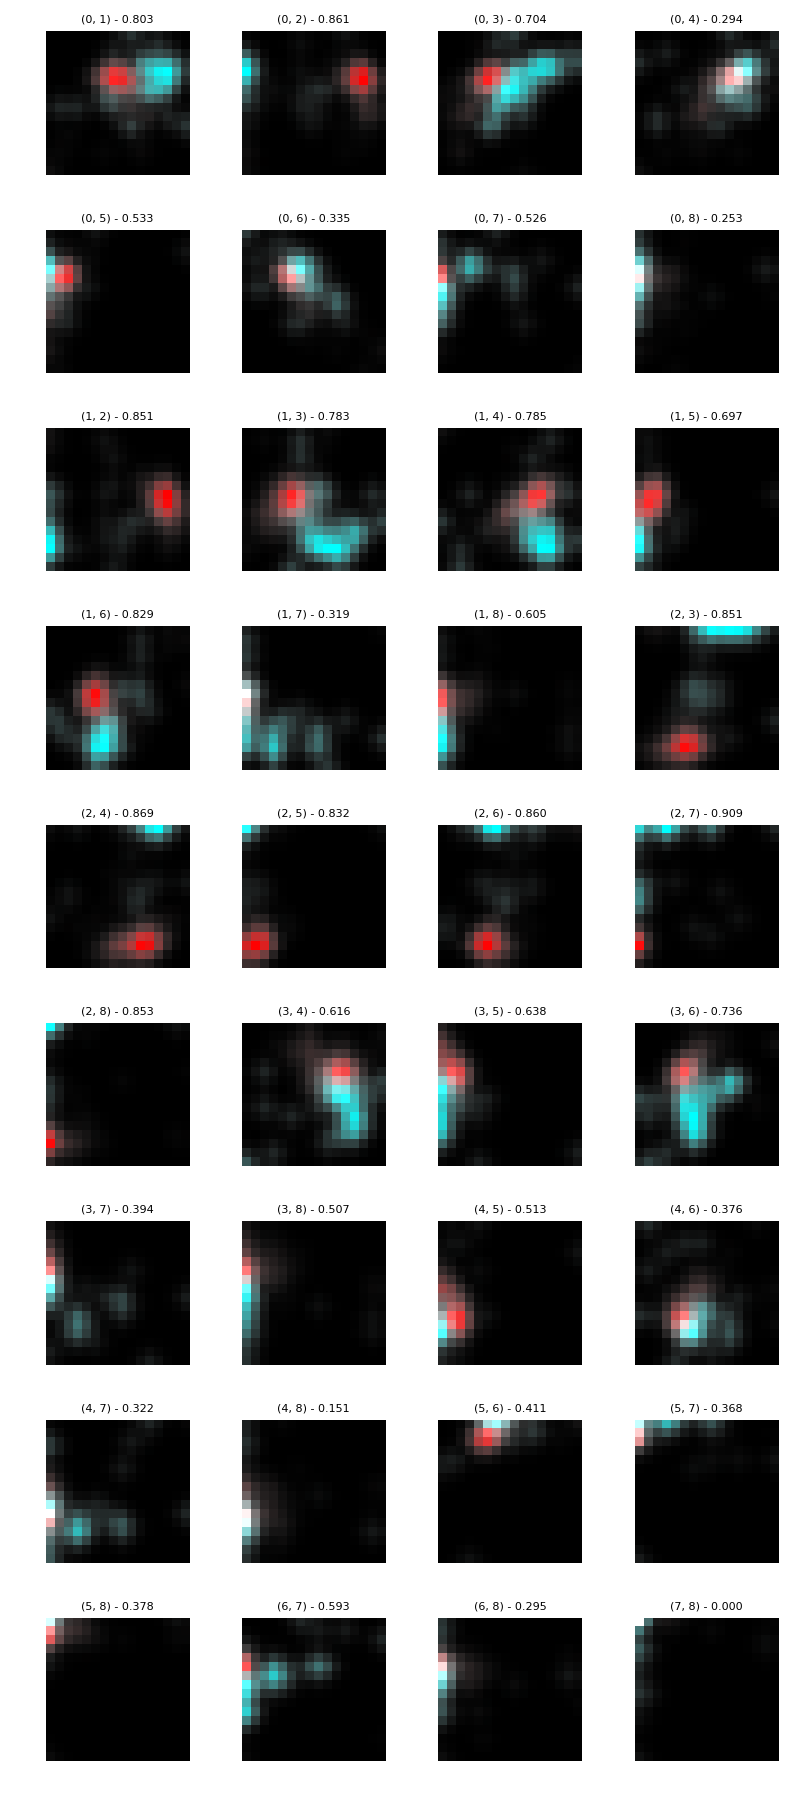 (0, 1) - 0.803
(0, 2) - 0.861
(0, 3) - 0.704
(0, 4) - 0.294
(0, 5) - 0.533
(0, 6) - 0.335
(0, 7) - 0.526
(0, 8) - 0.253
(1, 2) - 0.851
(1, 3) - 0.783
(1, 4) - 0.785
(1, 5) - 0.697
(1, 6) - 0.829
(1, 7) - 0.319
(1, 8) - 0.605
(2, 3) - 0.851
(2, 4) - 0.869
(2, 5) - 0.832
(2, 6) - 0.860
(2, 7) - 0.909
(2, 8) - 0.853
(3, 4) - 0.616
(3, 5) - 0.638
(3, 6) - 0.736
(3, 7) - 0.394
(3, 8) - 0.507
(4, 5) - 0.513
(4, 6) - 0.376
(4, 7) - 0.322
(4, 8) - 0.151
(5, 6) - 0.411
(5, 7) - 0.368
(5, 8) - 0.378
(6, 7) - 0.593
(6, 8) - 0.295
(7, 8) - 0.000